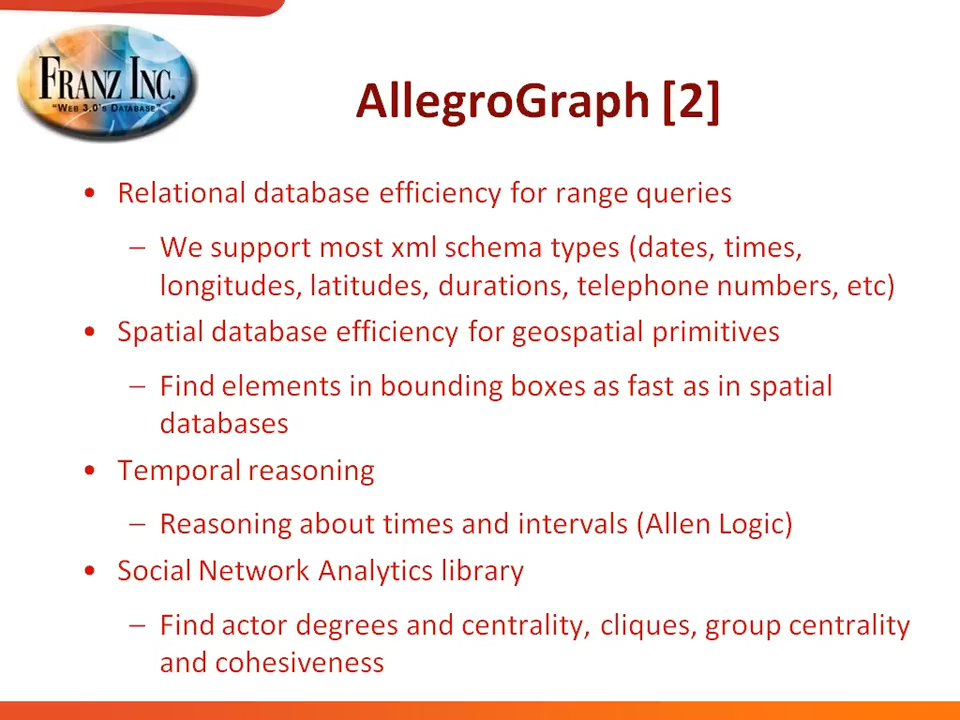 FRANZ INC.
"WEB 3.0'S DATABASE"
AllegroGraph [2]
• Relational database efficiency for range queries
– We support most xml schema types (dates, times,
longitudes, latitudes, durations, telephone numbers, etc)
• Spatial database efficiency for geospatial primitives
– Find elements in bounding boxes as fast as in spatial
databases
• Temporal reasoning
– Reasoning about times and intervals (Allen Logic)
• Social Network Analytics library
– Find actor degrees and centrality, cliques, group centrality
and cohesiveness